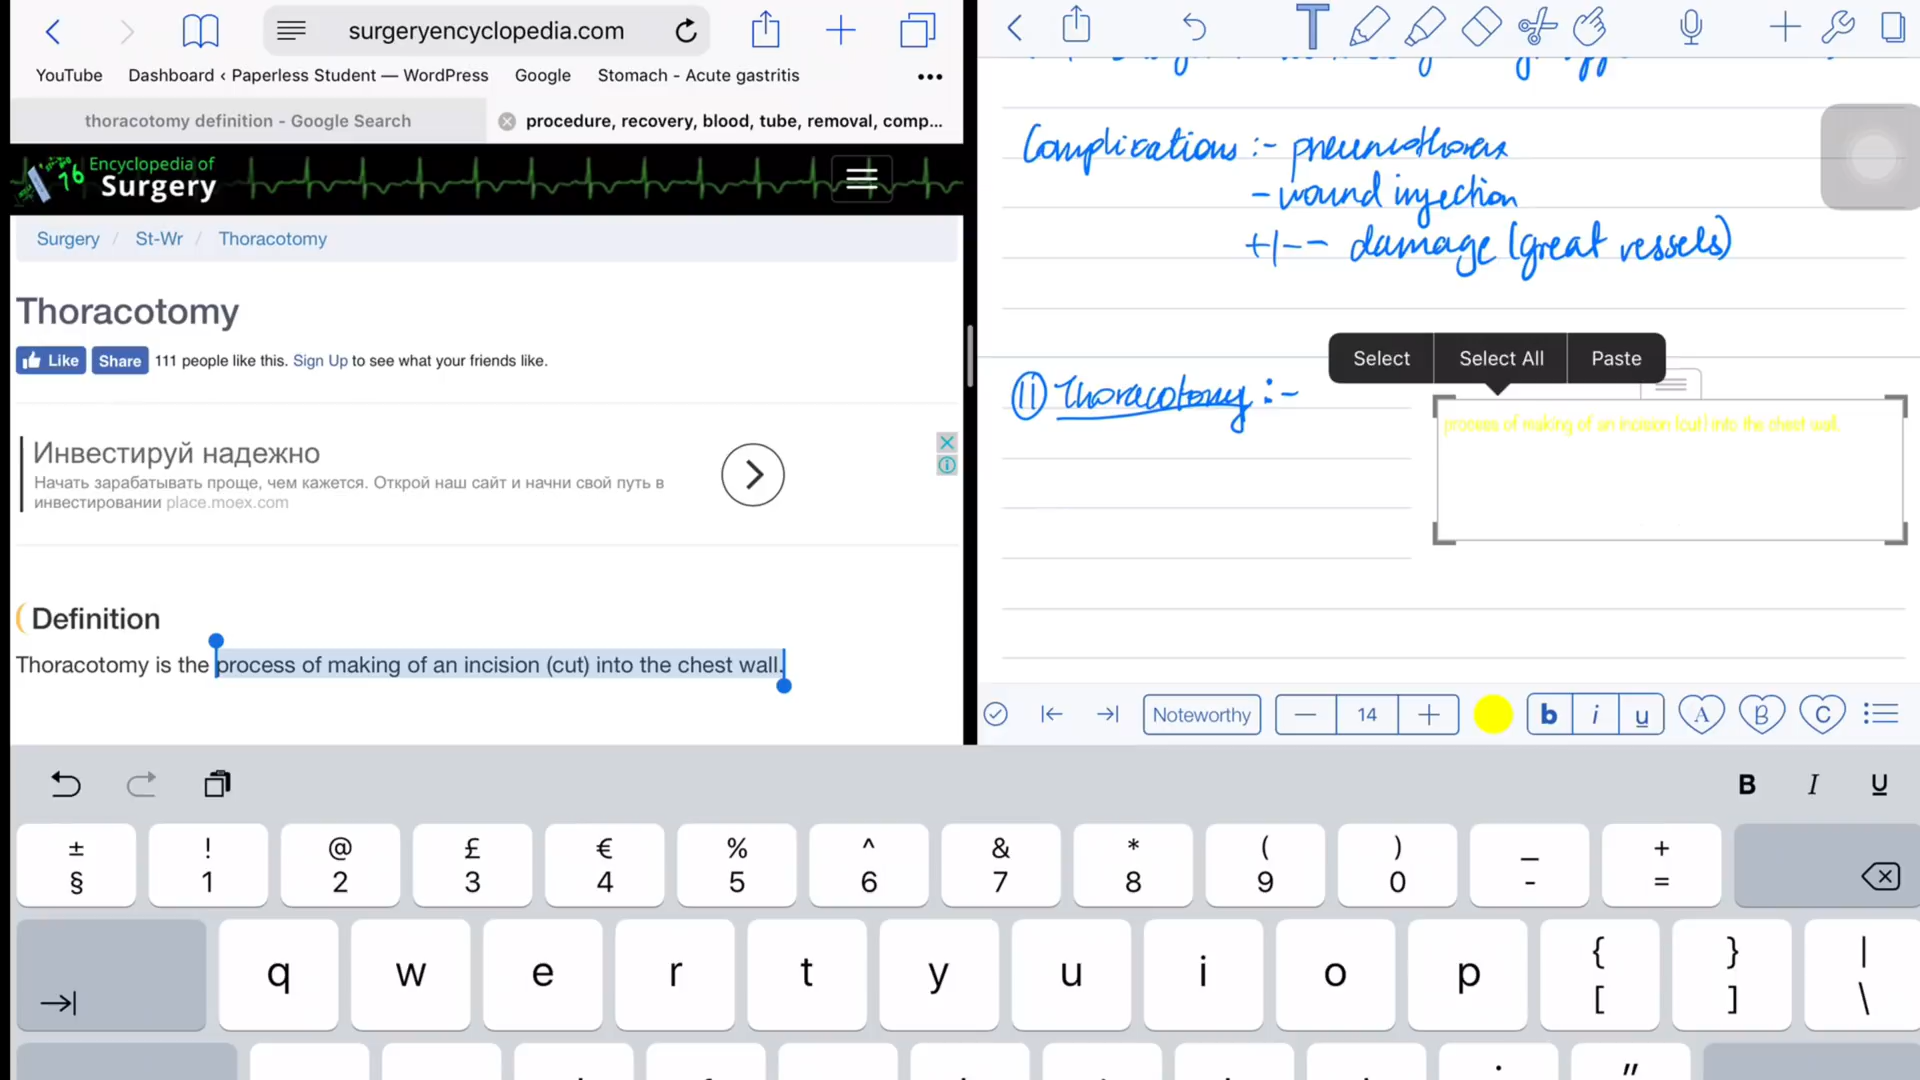 surgeryencyclopedia.com
YouTube Dashboard ‹ Paperless Student — WordPress Google Stomach - Acute gastritis •••
thoracotomy definition - Google Search
procedure, recovery, blood, tube, removal, comp...
Encyclopedia of
Surgery
Surgery / St-Wr / Thoracotomy
Thoracotomy
Like Share 111 people like this. Sign Up to see what your friends like.
Инвестируй надежно
Начать зарабатывать проще, чем кажется. Открой наш сайт и начни свой путь в
инвестировании place.moex.com
Definition
Thoracotomy is the process of making of an incision (cut) into the chest wall.
T
Complications :- pneumothorax
- wound injection
+/-- damage (great vessels)
Select Select All Paste
(11) Thoracotomy :-
process of making of an incision (cut) into the chest wall.
Noteworthy — 14 + b i u A B C
B I U
± ! @ £ € % ^ & * ( ) _ +
§ 1 2 3 4 5 6 7 8 9 0 - =
q w e r t y u i o p { } |
[ ] \
"